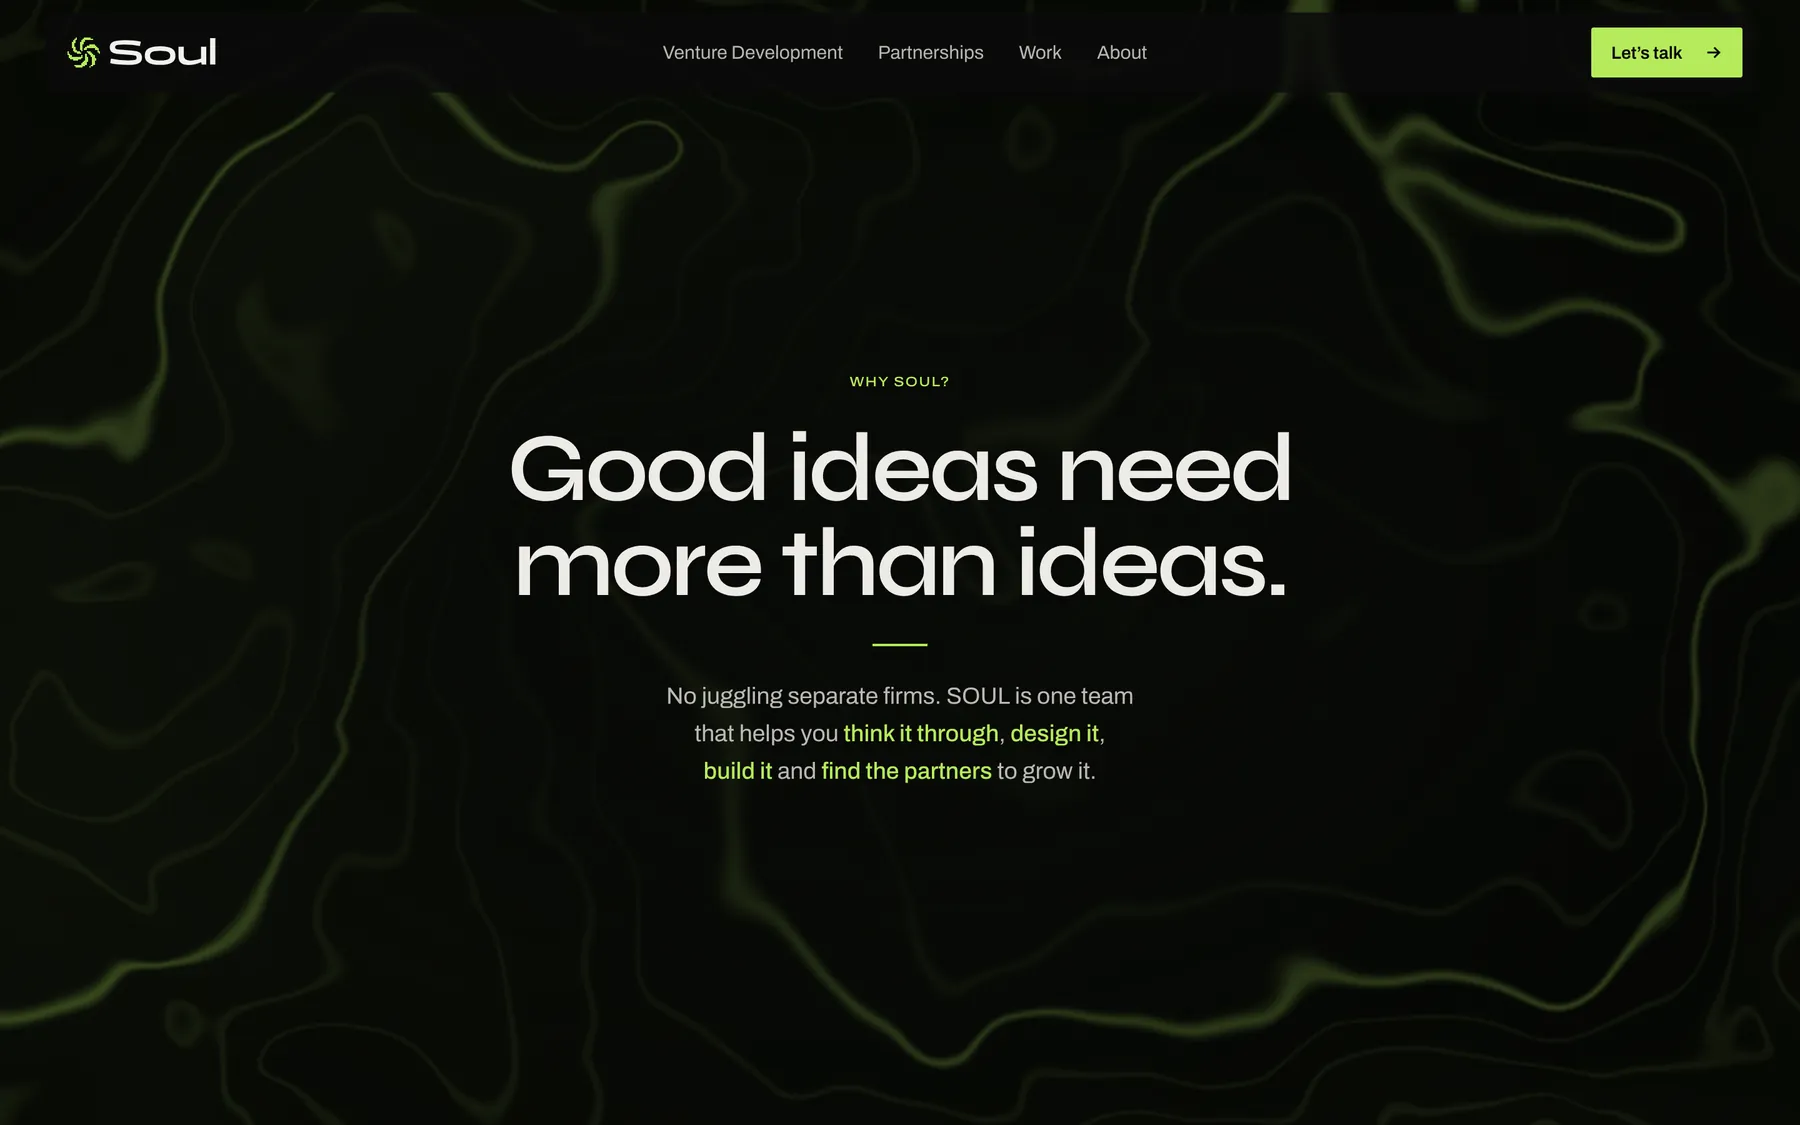 Soul
Venture Development
Partnerships
Work
About
Let's talk →
WHY SOUL?
Good ideas need
more than ideas.
No juggling separate firms. SOUL is one team
that helps you think it through, design it,
build it and find the partners to grow it.